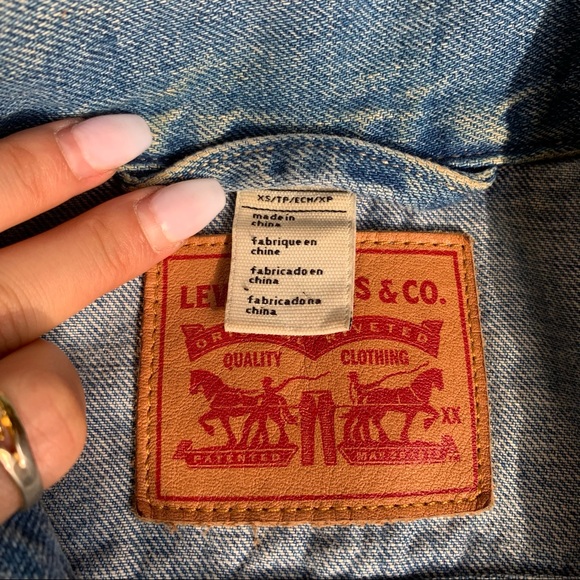 XS/TP/ECH/XP
made in
china
fabrique en
chine
fabricado en
china
fabricado na
china
LEV S & CO.
QUALITY CLOTHING
XX
PATENTED